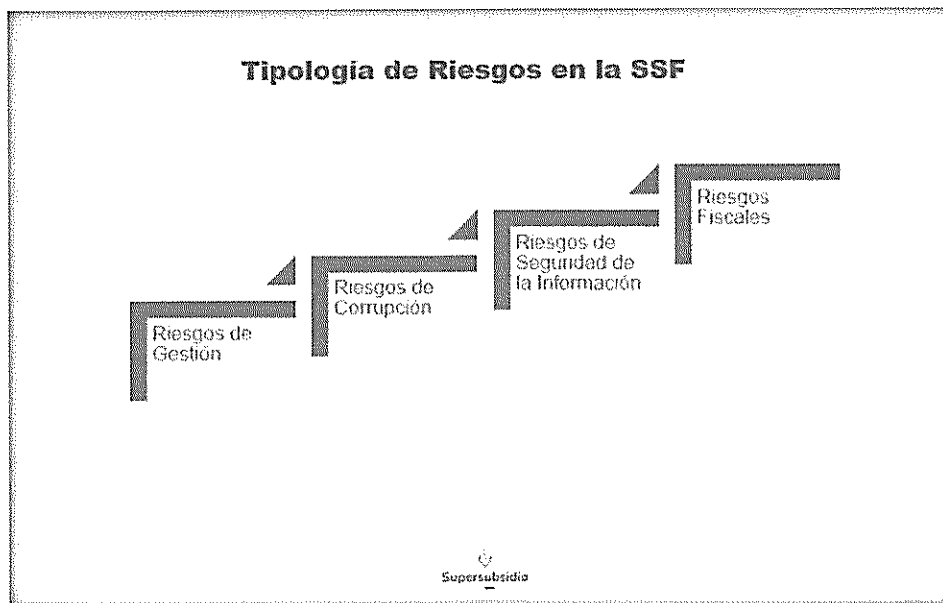 Tipología de Riesgos en la SSF
Riesgos de
Gestión
Riesgos de
Corrupción
Riesgos de
Seguridad de
la Información
Riesgos
Fiscales
Supersubsidio